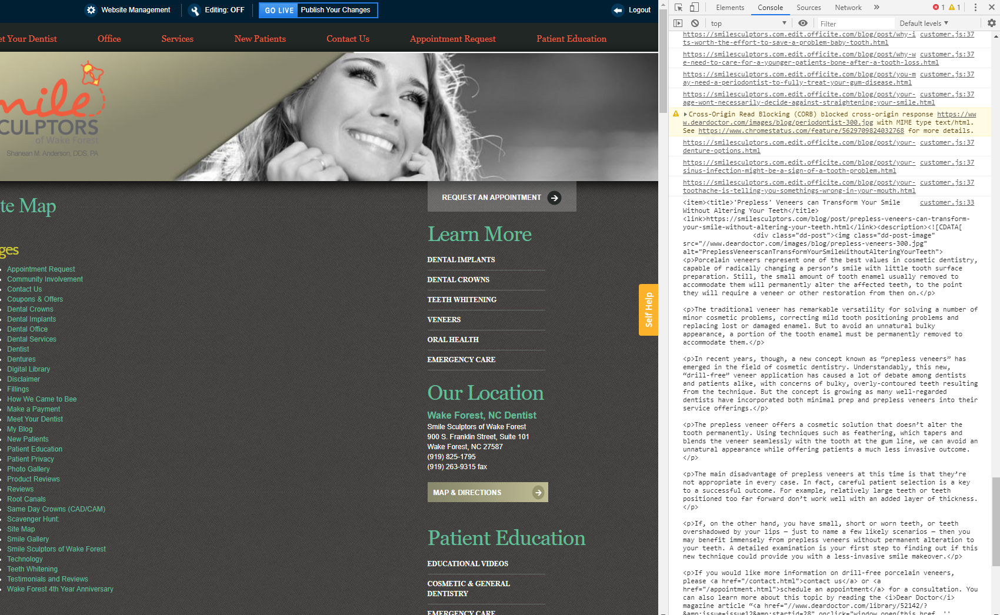 Website Management
Editing: OFF
GO LIVE Publish Your Changes
Logout
et Your Dentist
Office
Services
New Patients
Contact Us
Appointment Request
Patient Education
mile
CULPTORS
of Wake Forest
Shanean M. Anderson, DDS, PA
te Map
ges
Appointment Request
Community Involvement
Contact Us
Coupons & Offers
Dental Crowns
Dental Implants
Dental Office
Dental Services
Dentist
Dentures
Digital Library
Disclaimer
Fillings
How We Came to Bee
Make a Payment
Meet Your Dentist
My Blog
New Patients
Patient Education
Patient Privacy
Photo Gallery
Product Reviews
Reviews
Root Canals
Same Day Crowns (CAD/CAM)
Scavenger Hunt:
Site Map
Smile Gallery
Smile Sculptors of Wake Forest
Technology
Teeth Whitening
Testimonials and Reviews
Wake Forest 4th Year Anniversary
REQUEST AN APPOINTMENT
Learn More
DENTAL IMPLANTS
DENTAL CROWNS
TEETH WHITENING
VENEERS
ORAL HEALTH
EMERGENCY CARE
Our Location
Wake Forest, NC Dentist
Smile Sculptors of Wake Forest
900 S. Franklin Street, Suite 101
Wake Forest, NC 27587
(919) 825-1795
(919) 263-9315 fax
MAP & DIRECTIONS
Patient Education
EDUCATIONAL VIDEOS
COSMETIC & GENERAL
DENTISTRY
EMERGENCY CARE
Self Help
Elements
Console
Sources
Network
1
1
top
Filter
Default levels
https://smilesculptors.com.edit.officite.com/blog/post/why-i customer.js:37
ts-worth-the-effort-to-save-a-problem-baby-tooth.html
https://smilesculptors.com.edit.officite.com/blog/post/why-w customer.js:37
e-need-to-care-for-a-younger-patients-bone-after-a-tooth-loss.html
https://smilesculptors.com.edit.officite.com/blog/post/you-m customer.js:37
ay-need-a-periodontist-to-fully-treat-your-gum-disease.html
https://smilesculptors.com.edit.officite.com/blog/post/your- customer.js:37
age-wont-necessarily-decide-against-straightening-your-smile.html
Cross-Origin Read Blocking (CORB) blocked cross-origin response https://ww
w.deardoctor.com/images/blog/periodontist-300.jpg with MIME type text/html.
See https://www.chromestatus.com/feature/5629709824032768 for more details.
https://smilesculptors.com.edit.officite.com/blog/post/your- customer.js:37
denture-options.html
https://smilesculptors.com.edit.officite.com/blog/post/your- customer.js:37
sinus-infection-might-be-a-sign-of-a-tooth-problem.html
https://smilesculptors.com.edit.officite.com/blog/post/your- customer.js:37
toothache-is-telling-you-somethings-wrong-in-your-mouth.html
<item><title>'Prepless' Veneers can Transform Your Smile customer.js:33
Without Altering Your Teeth</title>
<link>https://smilesculptors.com/blog/post/prepless-veneers-can-transform-
your-smile-without-altering-your-teeth.html</link><description><![CDATA[
<div class="dd-post"><img class="dd-post-image"
src="//www.deardoctor.com/images/blog/prepless-veneers-300.jpg"
alt="PreplessVeneerscanTransformYourSmileWithoutAlteringYourTeeth">
<p>Porcelain veneers represent one of the best values in cosmetic dentistry,
capable of radically changing a person’s smile with little tooth surface
preparation. Still, the small amount of tooth enamel usually removed to
accommodate them will permanently alter the affected teeth, to the point
they will require a veneer or other restoration from then on.</p>
<p>The traditional veneer has remarkable versatility for solving a number of
minor cosmetic problems, correcting mild tooth positioning problems and
replacing lost or damaged enamel. But to avoid an unnatural bulky
appearance, a portion of the tooth enamel must be permanently removed to
accommodate them.</p>
<p>In recent years, though, a new concept known as “prepless veneers” has
emerged in the field of cosmetic dentistry. Understandably, this new,
“drill-free” veneer application has caused a lot of debate among dentists
and patients alike, with concerns of bulky, overly-contoured teeth resulting
from the technique. But the concept is growing as many well-regarded
dentists have incorporated both minimal prep and prepless veneers into their
service offerings.</p>
<p>The prepless veneer offers a cosmetic solution that doesn’t alter the
tooth permanently. Using techniques such as feathering, which tapers and
blends the veneer seamlessly with the tooth at the gum line, we can avoid an
unnatural appearance while offering patients a much less invasive outcome.
</p>
<p>The main disadvantage of prepless veneers at this time is that they’re
not appropriate in every case. In fact, careful patient selection is a key
to a successful outcome. For example, relatively large teeth or teeth
positioned too far forward don’t work well with an added layer of thickness.
</p>
<p>If, on the other hand, you have small, short or worn teeth, or teeth
overshadowed by your lips — just to name a few likely scenarios — then you
may benefit immensely from prepless veneers without permanent alteration to
your teeth. A detailed examination is your first step to finding out if this
new technique could provide you with a less-invasive smile makeover.</p>
<p>If you would like more information on drill-free porcelain veneers,
please <a href="/contact.html">contact us</a> or <a
href="/appointment.html">schedule an appointment</a> for a consultation. You
can also learn more about this topic by reading the <i>Dear Doctor</i>
magazine article “<a href="//www.deardoctor.com/library/52142/?
&amp;issue=issue12&amp;startid=28" onclick="window.open(this.href, ''